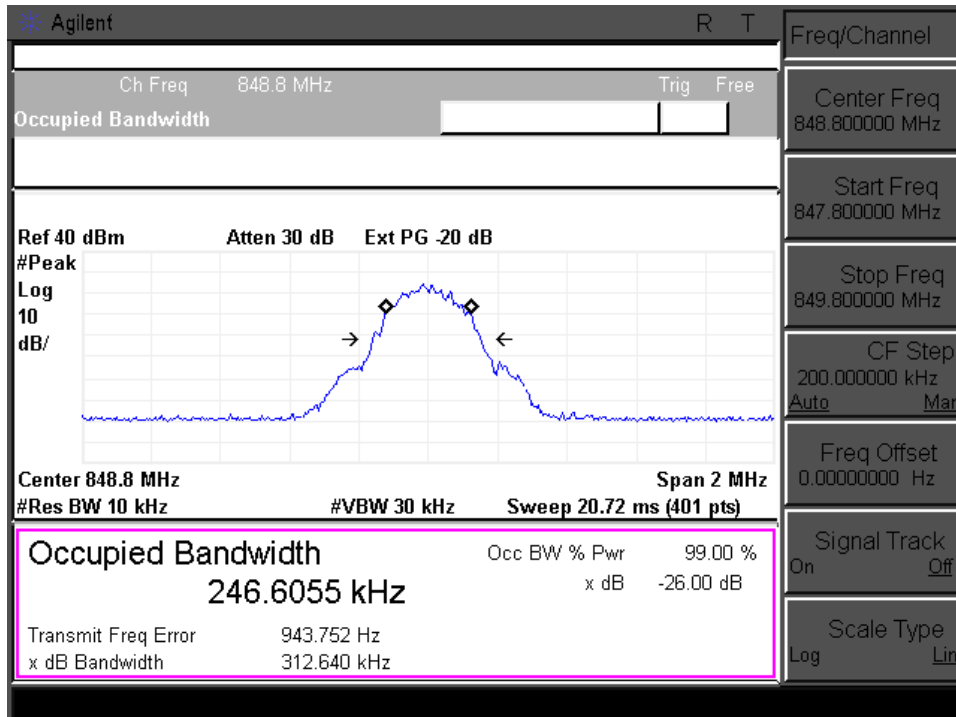 Agilent R T
Ch Freq 848.8 MHz Trig Free
Occupied Bandwidth
Ref 40 dBm Atten 30 dB Ext PG -20 dB
#Peak
Log
10
dB/
Center 848.8 MHz Span 2 MHz
#Res BW 10 kHz #VBW 30 kHz Sweep 20.72 ms (401 pts)
Occupied Bandwidth
246.6055 kHz
Occ BW % Pwr 99.00 %
x dB -26.00 dB
Transmit Freq Error 943.752 Hz
x dB Bandwidth 312.640 kHz
Freq/Channel
Center Freq
848.800000 MHz
Start Freq
847.800000 MHz
Stop Freq
849.800000 MHz
CF Step
200.000000 kHz
Auto Man
Freq Offset
0.00000000 Hz
Signal Track
On Off
Scale Type
Log Lin